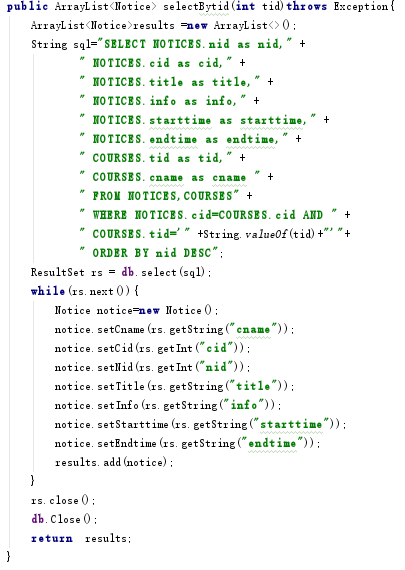 public ArrayList<Notice> selectBytid(int tid)throws Exception{
ArrayList<Notice>results =new ArrayList<>();
String sql="SELECT NOTICES.nid as nid," +
" NOTICES.cid as cid," +
" NOTICES.title as title," +
" NOTICES.info as info," +
" NOTICES.starttime as starttime," +
" NOTICES.endtime as endtime," +
" COURSES.tid as tid," +
" COURSES.cname as cname " +
" FROM NOTICES,COURSES" +
" WHERE NOTICES.cid=COURSES.cid AND " +
" COURSES.tid='" +String.valueOf(tid)+"'"+
" ORDER BY nid DESC";
ResultSet rs = db.select(sql);
while(rs.next()){
Notice notice=new Notice();
notice.setCname(rs.getString("cname"));
notice.setCid(rs.getInt("cid"));
notice.setNid(rs.getInt("nid"));
notice.setTitle(rs.getString("title"));
notice.setInfo(rs.getString("info"));
notice.setStarttime(rs.getString("starttime"));
notice.setEndtime(rs.getString("endtime"));
results.add(notice);
}
rs.close();
db.Close();
return results;
}